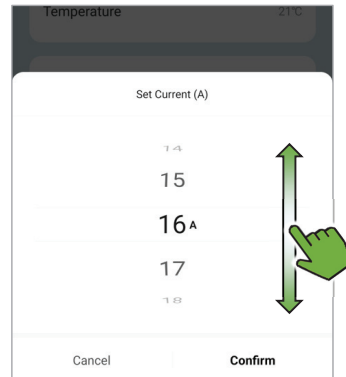 Temperature 21°C
Set Current (A)
14
15
16 A
17
18
Cancel Confirm